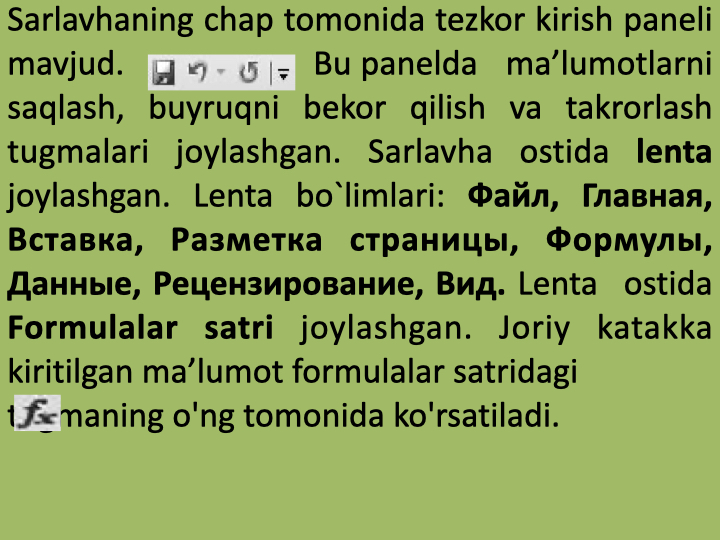 Sarlavhaning chap tomonida tezkor kirish paneli
mavjud. Bu panelda ma’lumotlarni
saqlash, buyruqni bekor qilish va takrorlash
tugmalari joylashgan. Sarlavha ostida lenta
joylashgan. Lenta bo`limlari: Файл, Главная,
Вставка, Разметка страницы, Формулы,
Данные, Рецензирование, Вид. Lenta ostida
Formulalar satri joylashgan. Joriy katakka
kiritilgan ma’lumot formulalar satridagi
fx o'ng tomonida ko'rsatiladi.